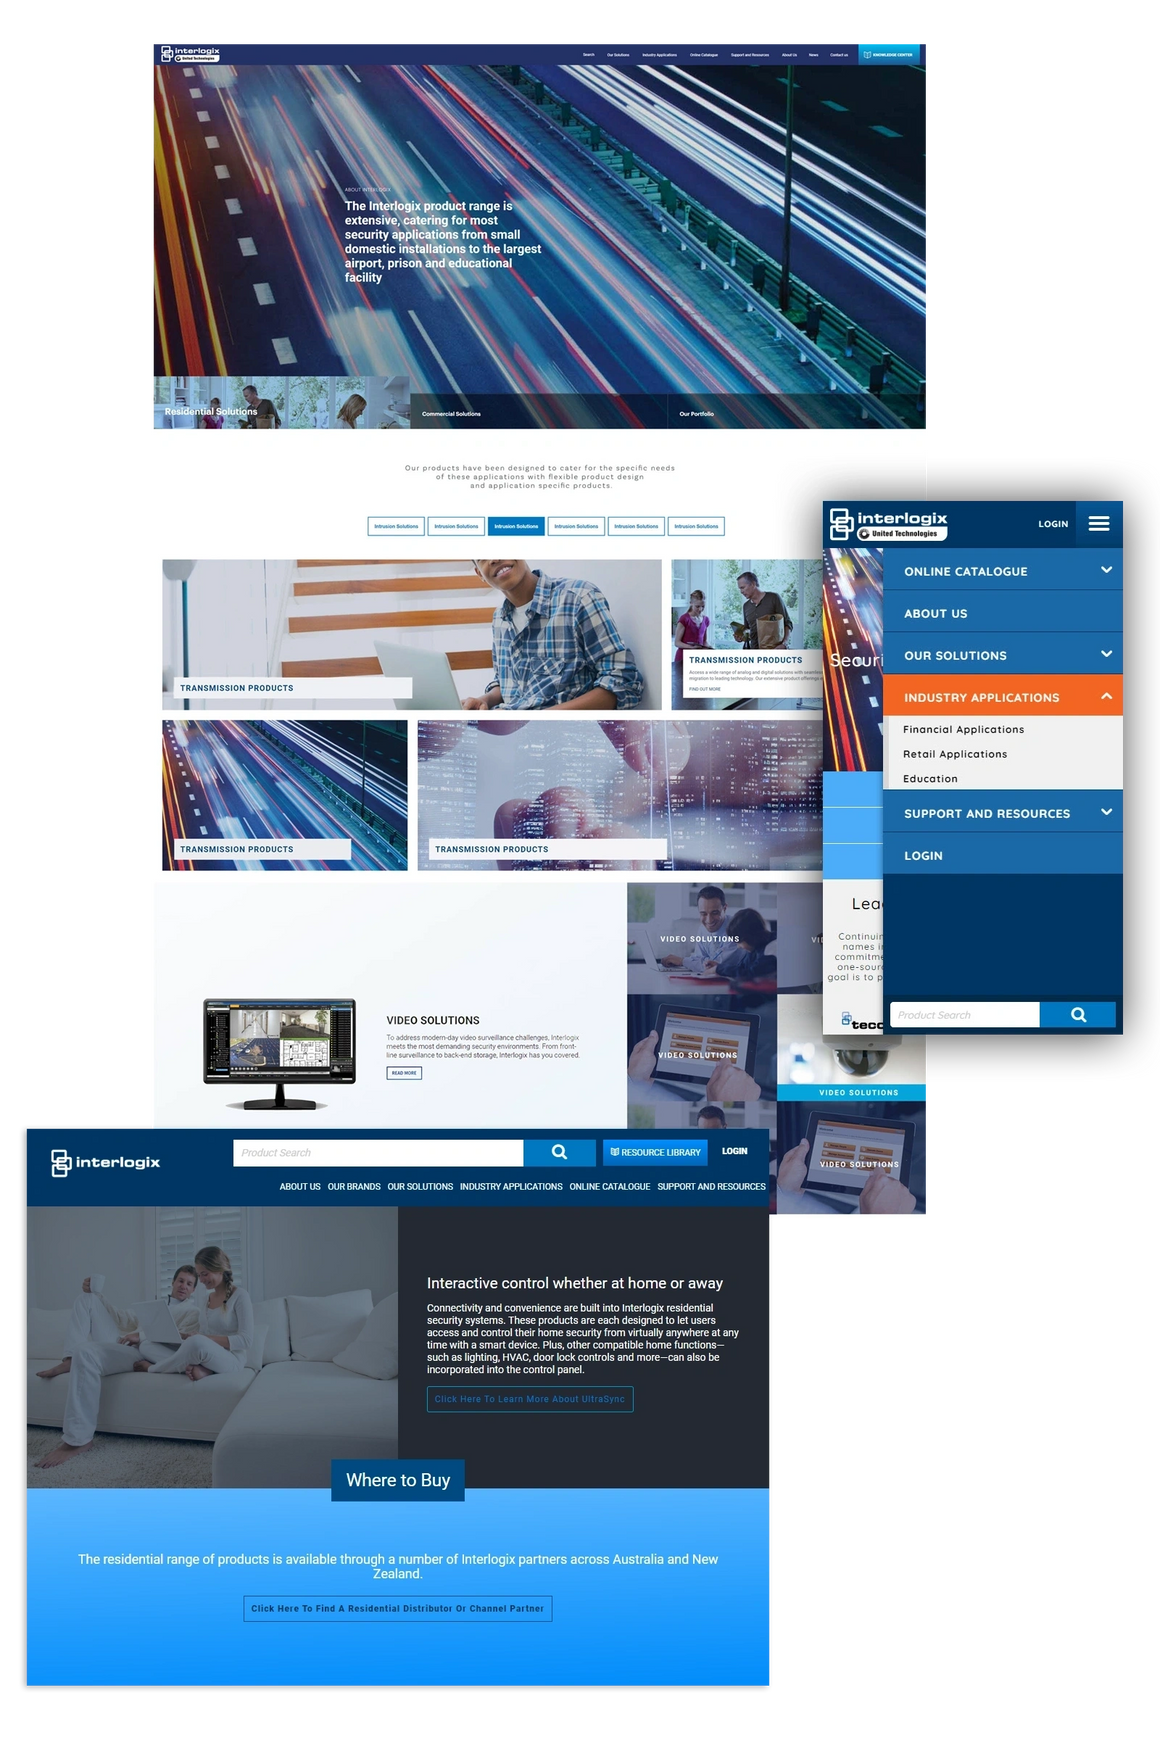 interlogix
United Technologies
Search Our Solutions Industry Applications Online Catalogue Support and Resources About Us News Contact us KNOWLEDGE CENTER
ABOUT INTERLOGIX
The Interlogix product range is
extensive, catering for most
security applications from small
domestic installations to the largest
airport, prison and educational
facility
Residential Solutions
Commercial Solutions
Our Portfolio
Our products have been designed to cater for the specific needs
of these applications with flexible product design
and application specific products.
Intrusion Solutions Intrusion Solutions Intrusion Solutions Intrusion Solutions Intrusion Solutions Intrusion Solutions
TRANSMISSION PRODUCTS
TRANSMISSION PRODUCTS
Access a wide range of analog and digital solutions with seamless
migration to leading technology. Our extensive product offerings
FIND OUT MORE
TRANSMISSION PRODUCTS
TRANSMISSION PRODUCTS
VIDEO SOLUTIONS
To address modern-day video surveillance challenges, Interlogix
meets the most demanding security environments. From front-
line surveillance to back-end storage, Interlogix has you covered.
READ MORE
VIDEO SOLUTIONS
VI
VIDEO SOLUTIONS
VIDEO SOLUTIONS
VIDEO SOLUTIONS
interlogix
United Technologies
LOGIN
ONLINE CATALOGUE
ABOUT US
OUR SOLUTIONS
INDUSTRY APPLICATIONS
Financial Applications
Retail Applications
Education
SUPPORT AND RESOURCES
LOGIN
Product Search
Securi
Lea
Continuin
names i
commitme
one-sour
goal is to p
tecc
interlogix
Product Search
RESOURCE LIBRARY
LOGIN
ABOUT US OUR BRANDS OUR SOLUTIONS INDUSTRY APPLICATIONS ONLINE CATALOGUE SUPPORT AND RESOURCES
Interactive control whether at home or away
Connectivity and convenience are built into Interlogix residential
security systems. These products are each designed to let users
access and control their home security from virtually anywhere at any
time with a smart device. Plus, other compatible home functions—
such as lighting, HVAC, door lock controls and more—can also be
incorporated into the control panel.
Click Here To Learn More About UltraSync
Where to Buy
The residential range of products is available through a number of Interlogix partners across Australia and New
Zealand.
Click Here To Find A Residential Distributor Or Channel Partner